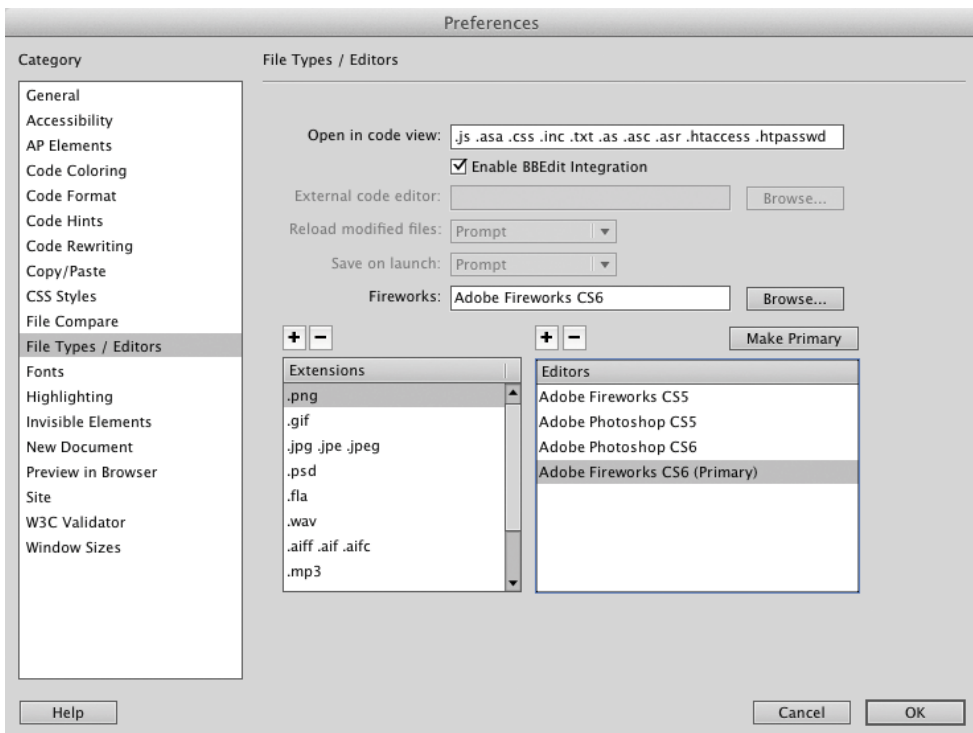 Preferences
Category
General
Accessibility
AP Elements
Code Coloring
Code Format
Code Hints
Code Rewriting
Copy/Paste
CSS Styles
File Compare
File Types / Editors
Fonts
Highlighting
Invisible Elements
New Document
Preview in Browser
Site
W3C Validator
Window Sizes
File Types / Editors
Open in code view: .js .asa .css .inc .txt .as .asc .asr .htaccess .htpasswd
Enable BBEdit Integration
External code editor: Browse...
Reload modified files: Prompt
Save on launch: Prompt
Fireworks: Adobe Fireworks CS6 Browse...
+ − + − Make Primary
Extensions
.png
.gif
.jpg .jpe .jpeg
.psd
.fla
.wav
.aiff .aif .aifc
.mp3
Editors
Adobe Fireworks CS5
Adobe Photoshop CS5
Adobe Photoshop CS6
Adobe Fireworks CS6 (Primary)
Help Cancel OK